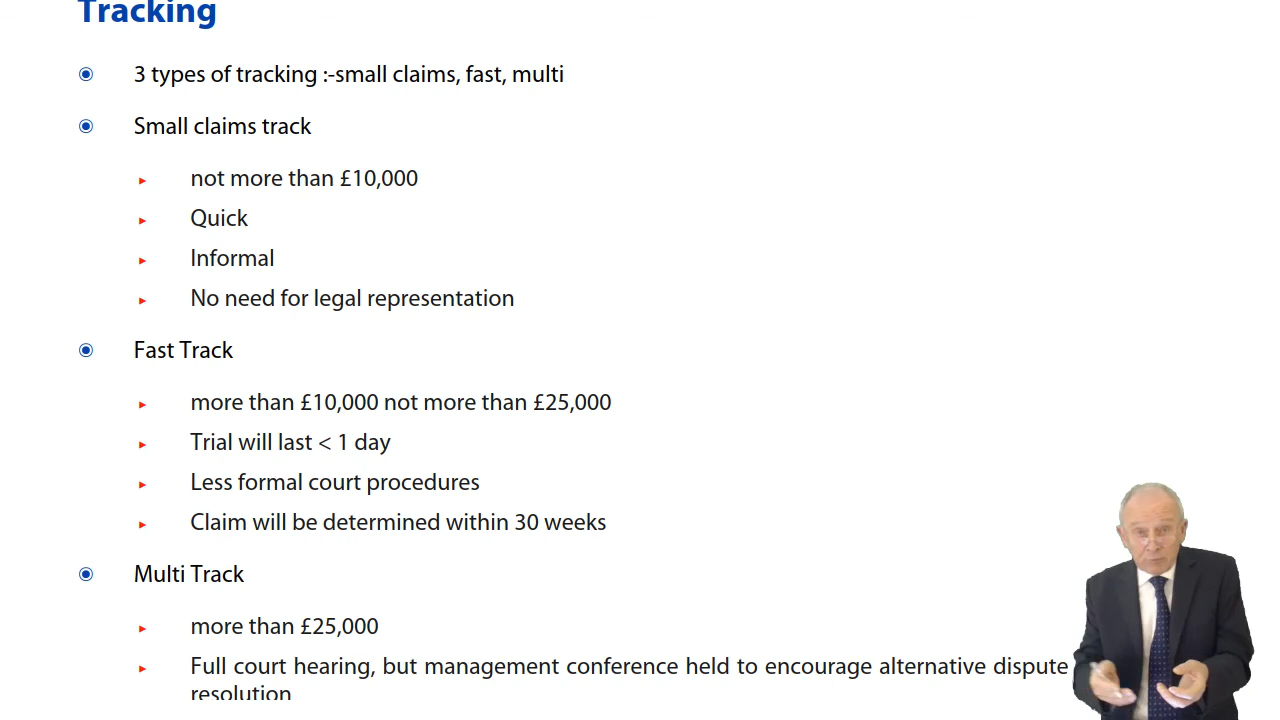 Tracking
3 types of tracking :-small claims, fast, multi
Small claims track
not more than £10,000
Quick
Informal
No need for legal representation
Fast Track
more than £10,000 not more than £25,000
Trial will last < 1 day
Less formal court procedures
Claim will be determined within 30 weeks
Multi Track
more than £25,000
Full court hearing, but management conference held to encourage alternative dispute
resolution